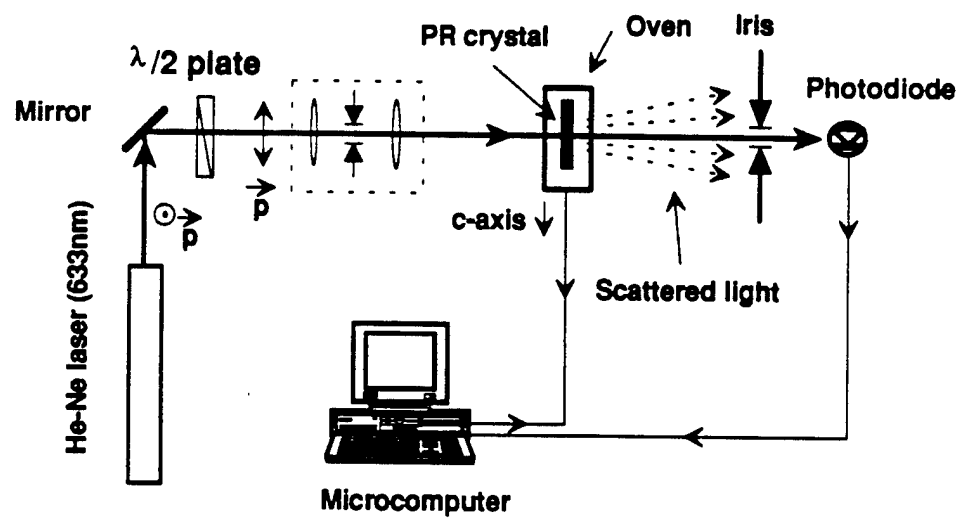 PR crystal
Oven
Iris
λ/2 plate
Photodiode
Mirror
p
c-axis
p
He-Ne laser (633nm)
Scattered light
Microcomputer